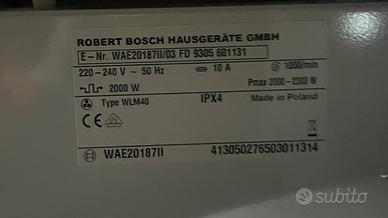 ROBERT BOSCH HAUSGERÄTE GMBH
E-Nr. WAE20187II/03 FD 9305 601131
220-240 V ~ 50 Hz 10 A 1000/min
2000 W Pmax 2000-2300 W
Type WLM40 IPX4 Made in Poland
CE
WAE20187II 413050276503011314
subito